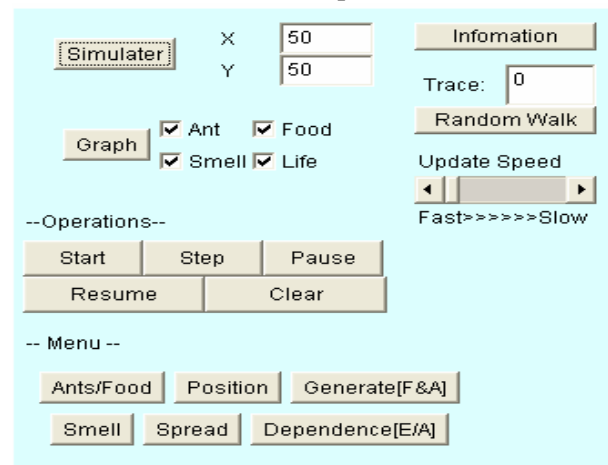 Simulater X 50 Infomation
Y 50
Trace: 0
Graph Ant Food Random Walk
Smell Life Update Speed
--Operations-- Fast>>>>>>Slow
Start Step Pause
Resume Clear
-- Menu --
Ants/Food Position Generate[F&A]
Smell Spread Dependence[E/A]